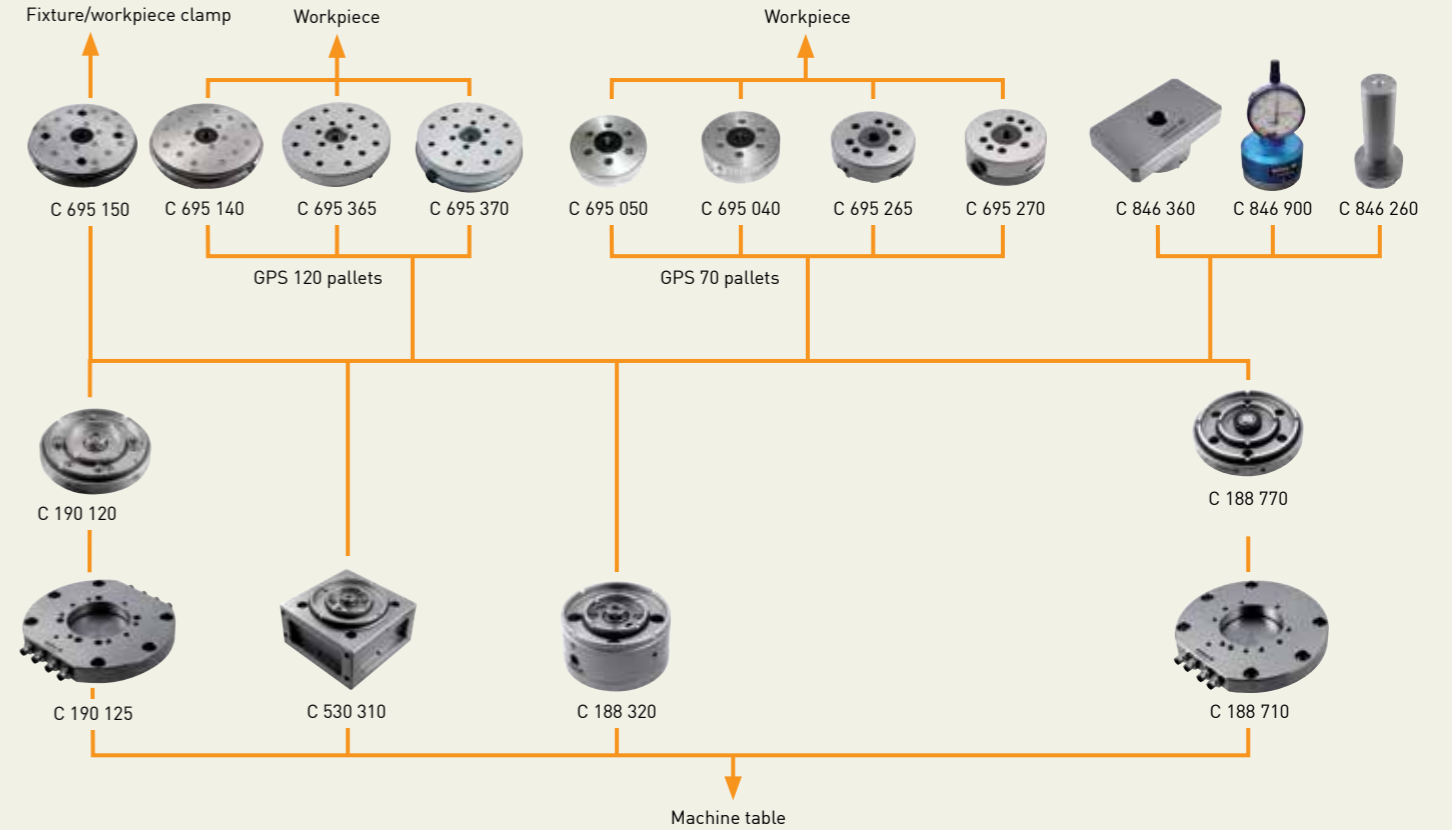 Fixture/workpiece clamp
Workpiece
Workpiece
C 695 150
C 695 140
C 695 365
C 695 370
C 695 050
C 695 040
C 695 265
C 695 270
C 846 360
C 846 900
C 846 260
GPS 120 pallets
GPS 70 pallets
C 190 120
C 188 770
C 190 125
C 530 310
C 188 320
C 188 710
Machine table